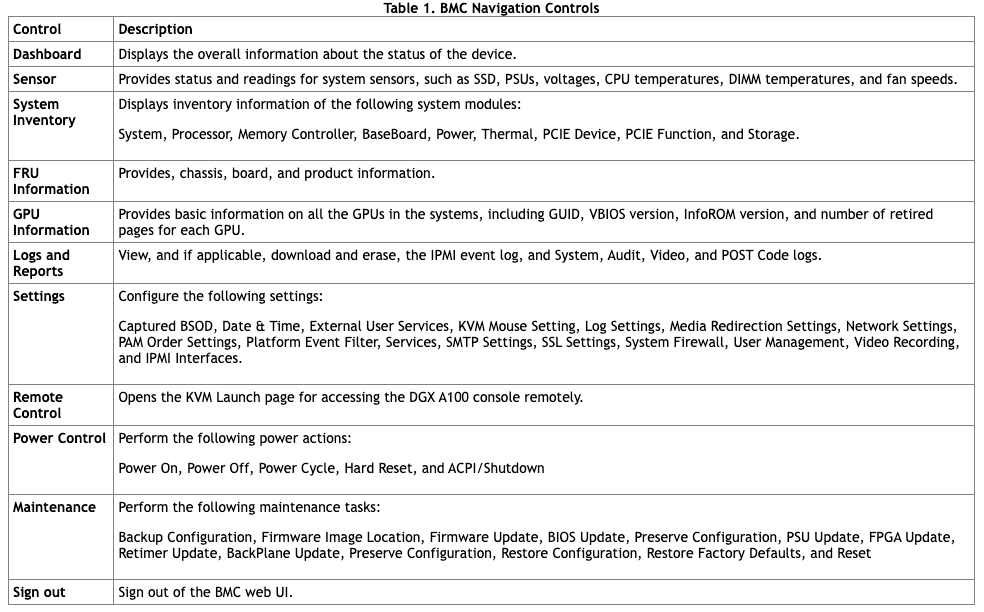 Table 1. BMC Navigation Controls
Control Description
Dashboard Displays the overall information about the status of the device.
Sensor Provides status and readings for system sensors, such as SSD, PSUs, voltages, CPU temperatures, DIMM temperatures, and fan speeds.
System Displays inventory information of the following system modules:
Inventory
System, Processor, Memory Controller, BaseBoard, Power, Thermal, PCIE Device, PCIE Function, and Storage.
FRU Provides, chassis, board, and product information.
Information
GPU Provides basic information on all the GPUs in the systems, including GUID, VBIOS version, InfoROM version, and number of retired
Information pages for each GPU.
Logs and View, and if applicable, download and erase, the IPMI event log, and System, Audit, Video, and POST Code logs.
Reports
Settings Configure the following settings:
Captured BSOD, Date & Time, External User Services, KVM Mouse Setting, Log Settings, Media Redirection Settings, Network Settings,
PAM Order Settings, Platform Event Filter, Services, SMTP Settings, SSL Settings, System Firewall, User Management, Video Recording,
and IPMI Interfaces.
Remote Opens the KVM Launch page for accessing the DGX A100 console remotely.
Control
Power Control Perform the following power actions:
Power On, Power Off, Power Cycle, Hard Reset, and ACPI/Shutdown
Maintenance Perform the following maintenance tasks:
Backup Configuration, Firmware Image Location, Firmware Update, BIOS Update, Preserve Configuration, PSU Update, FPGA Update,
Retimer Update, BackPlane Update, Preserve Configuration, Restore Configuration, Restore Factory Defaults, and Reset
Sign out Sign out of the BMC web UI.